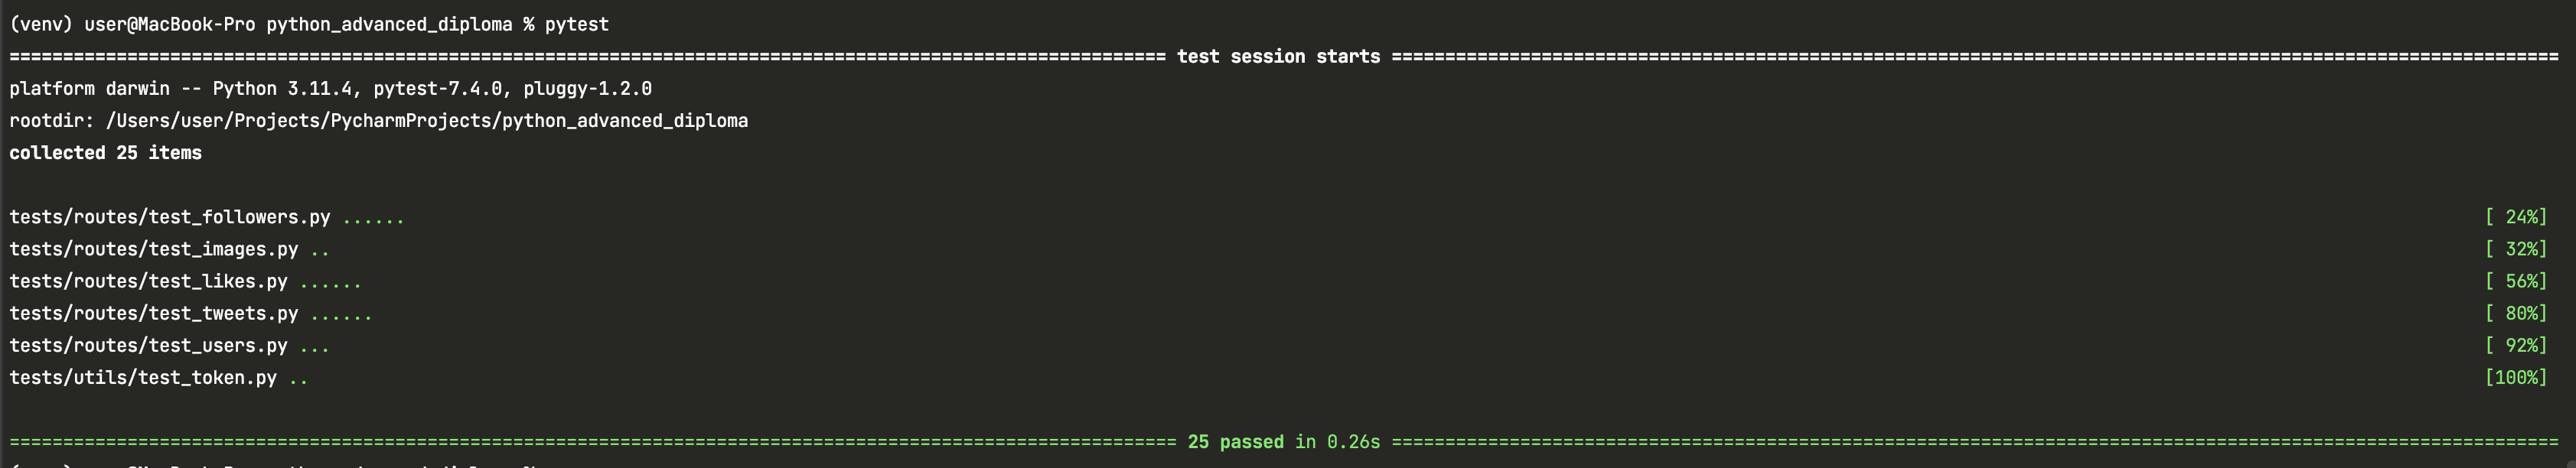 (venv) user@MacBook-Pro python_advanced_diploma % pytest
============================================================================================================ test session starts =============================================================================================================
platform darwin -- Python 3.11.4, pytest-7.4.0, pluggy-1.2.0
rootdir: /Users/user/Projects/PycharmProjects/python_advanced_diploma
collected 25 items
tests/routes/test_followers.py ...... [ 24%]
tests/routes/test_images.py .. [ 32%]
tests/routes/test_likes.py ...... [ 56%]
tests/routes/test_tweets.py ...... [ 80%]
tests/routes/test_users.py ... [ 92%]
tests/utils/test_token.py .. [100%]
============================================================================================================= 25 passed in 0.26s =============================================================================================================